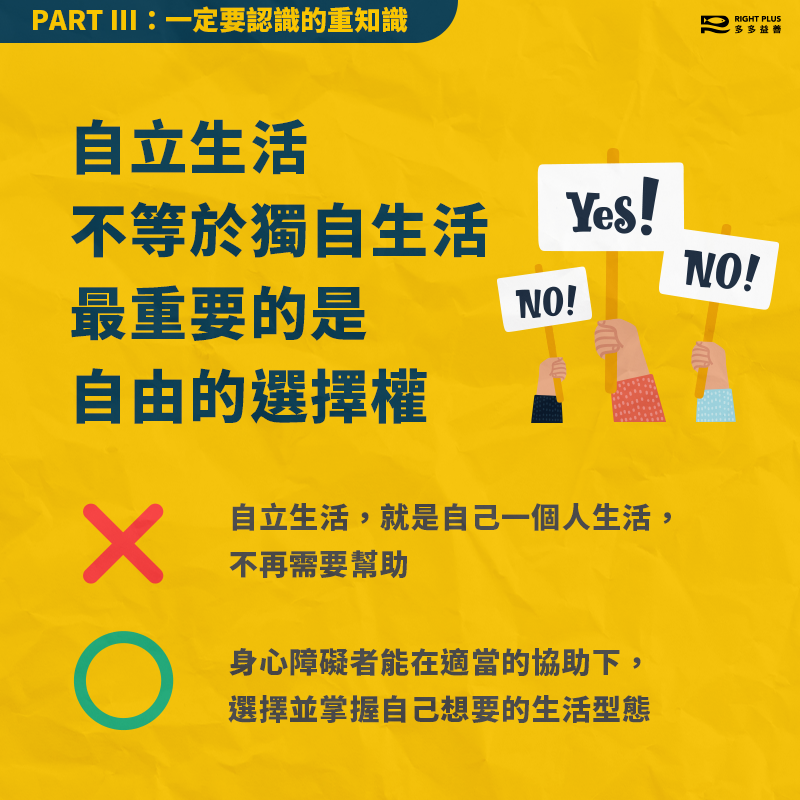 PART III：一定要認識的重知識
RIGHT PLUS
多多益善
自立生活
不等於獨自生活
最重要的是
自由的選擇權
Yes!
NO!
NO!
自立生活，就是自己一個人生活，
不再需要幫助
身心障礙者能在適當的協助下，
選擇並掌握自己想要的生活型態